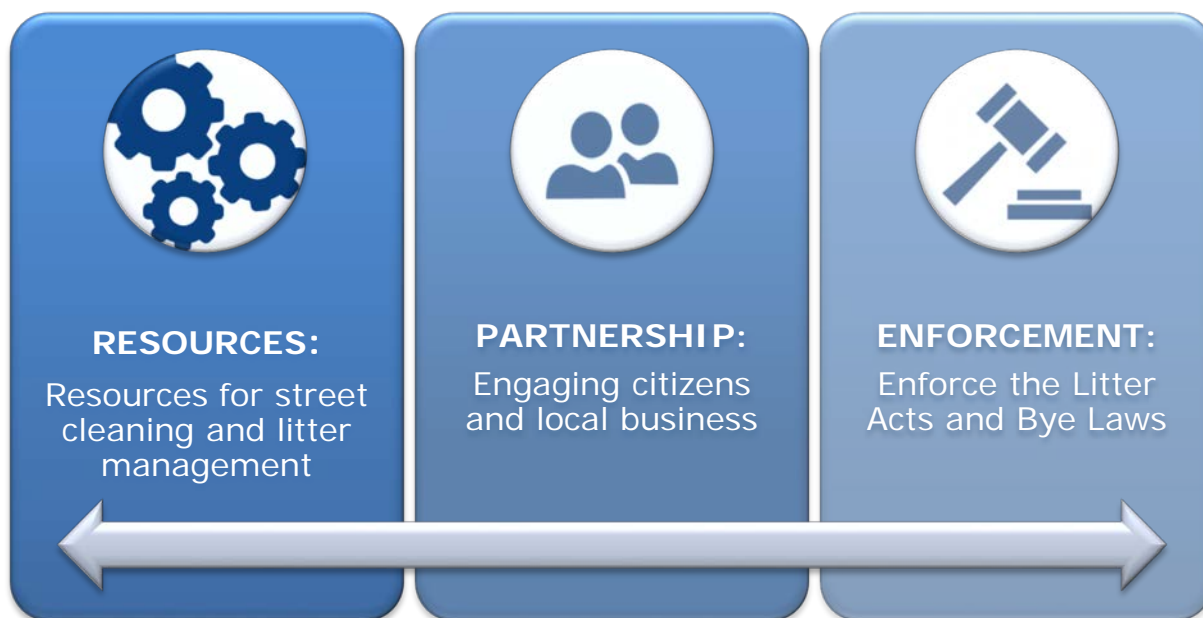 RESOURCES:
Resources for street
cleaning and litter
management
PARTNERSHIP:
Engaging citizens
and local business
ENFORCEMENT:
Enforce the Litter
Acts and Bye Laws